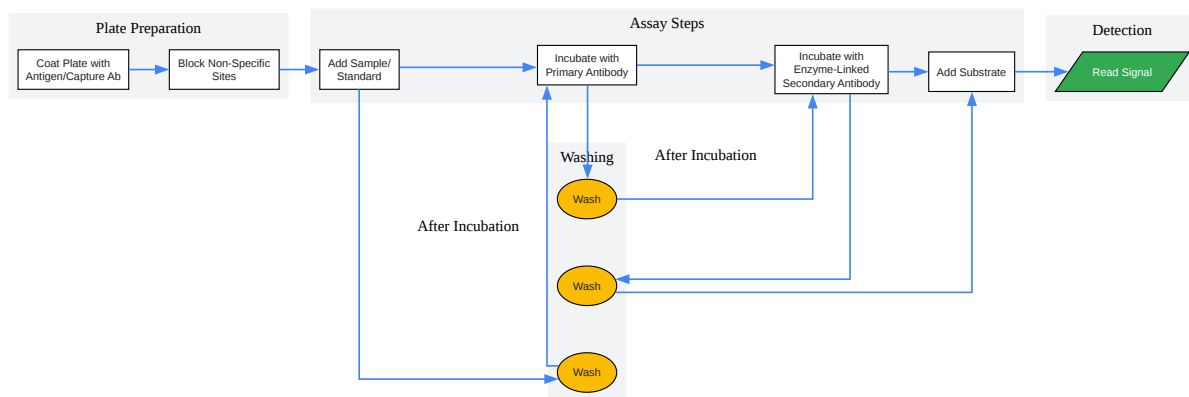 Plate Preparation
Coat Plate with
Antigen/Capture Ab
Block Non-Specific
Sites
Assay Steps
Add Sample/
Standard
Incubate with
Primary Antibody
Incubate with
Enzyme-Linked
Secondary Antibody
Add Substrate
Detection
Read Signal
Washing
After Incubation
Wash
After Incubation
Wash
Wash